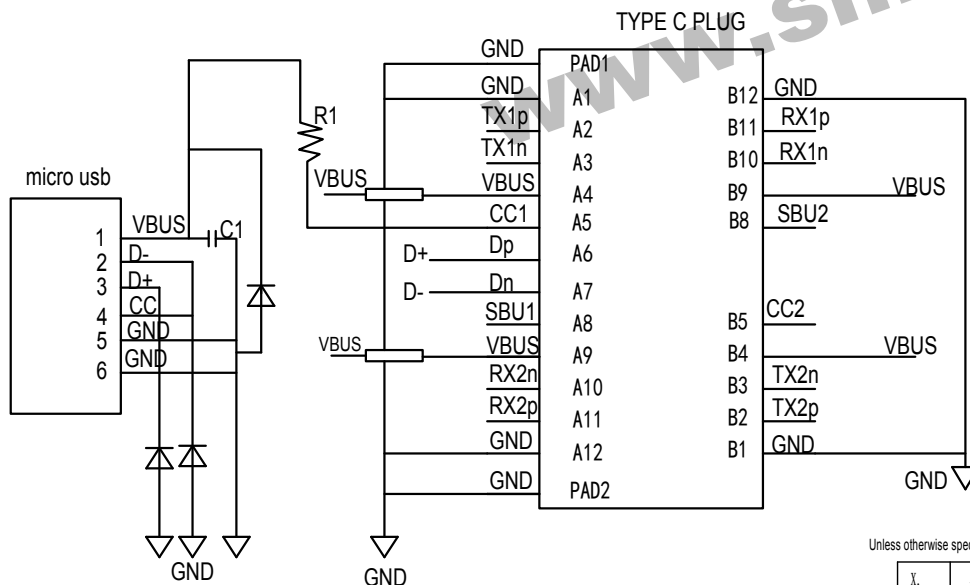 TYPE C PLUG
www.sm
micro usb
1 VBUS
2 D-
3 D+
4 CC
5 GND
6 GND
C1
R1
GND
GND PAD1
GND A1
TX1p A2
TX1n A3
VBUS VBUS A4
CC1 A5
D+ Dp A6
D- Dn A7
SBU1 A8
VBUS VBUS A9
RX2n A10
RX2p A11
GND A12
GND PAD2
GND
B12 GND
B11 RX1p
B10 RX1n
B9 VBUS
B8 SBU2
B5 CC2
B4 VBUS
B3 TX2n
B2 TX2p
B1 GND
GND
Unless otherwise spec
X.